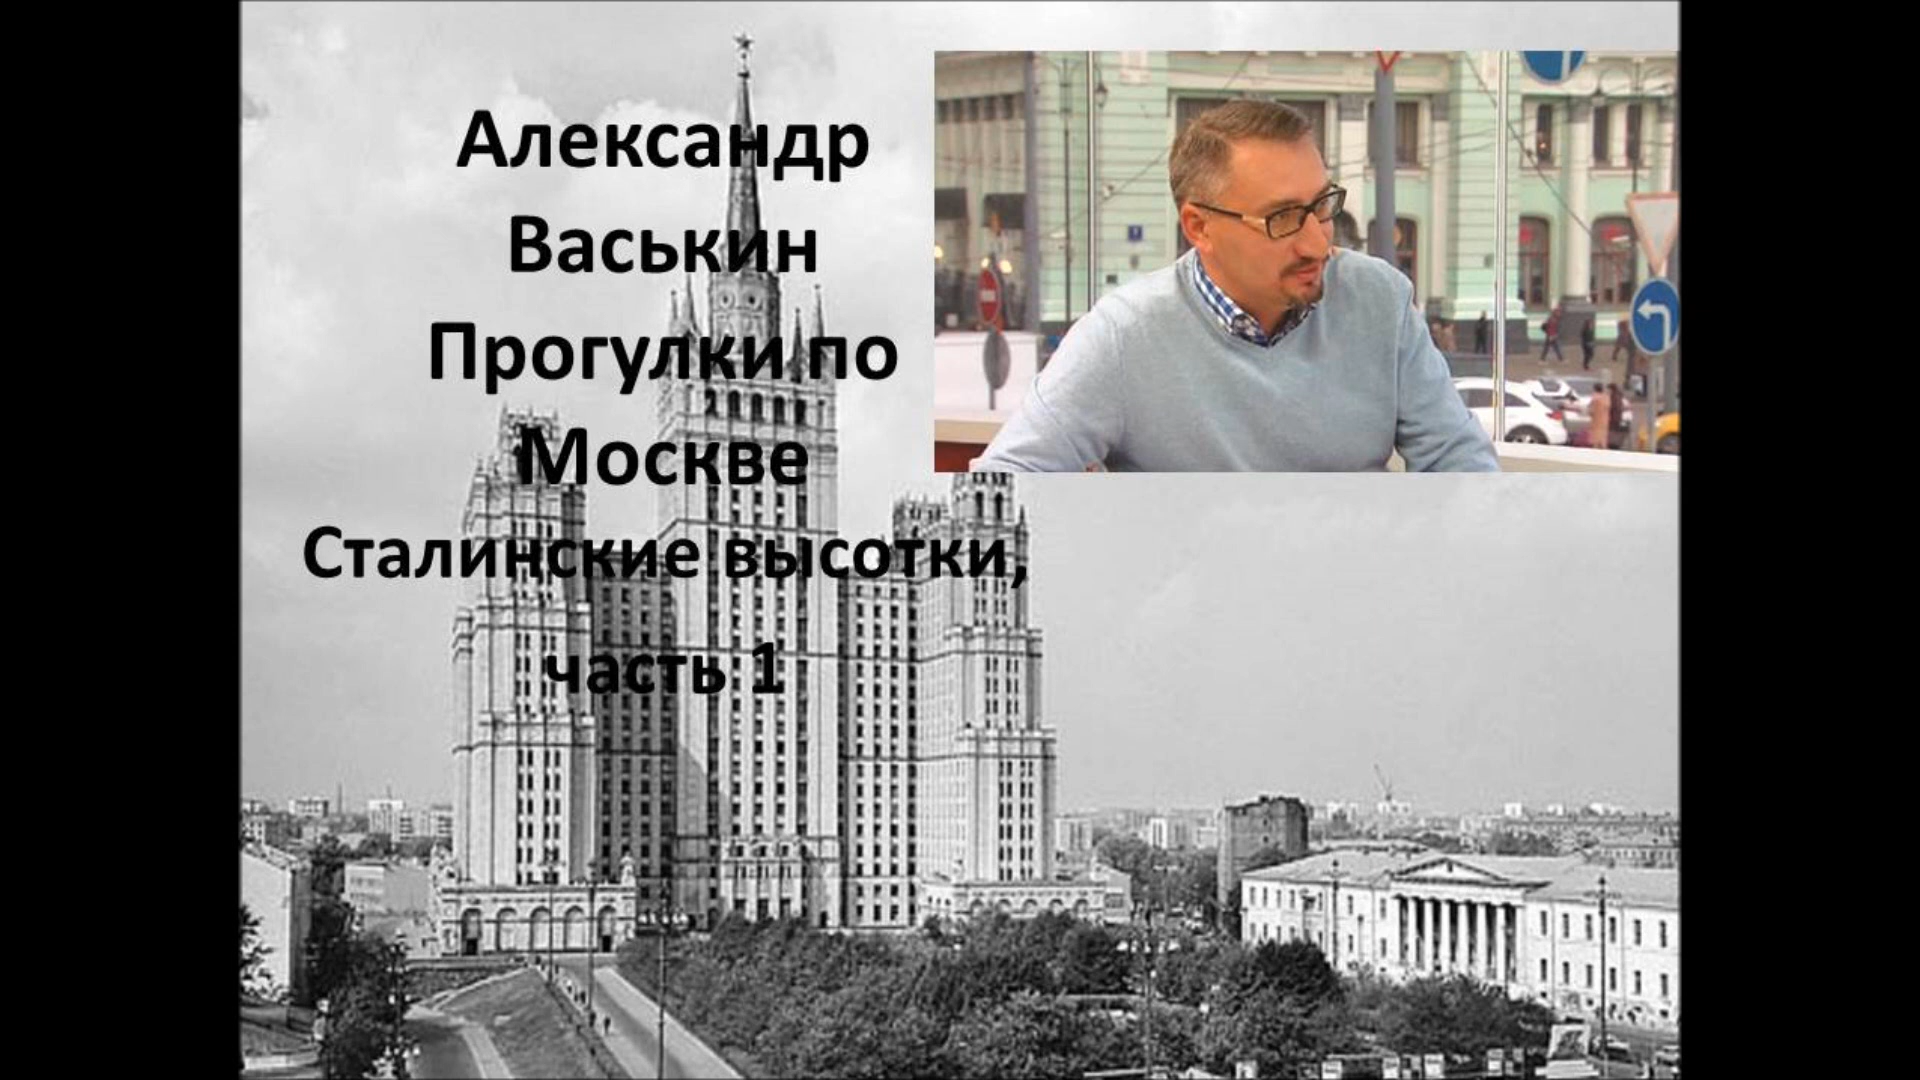 Александр
Васькин
Прогулки по
Москве
Сталинские высотки,
часть 1